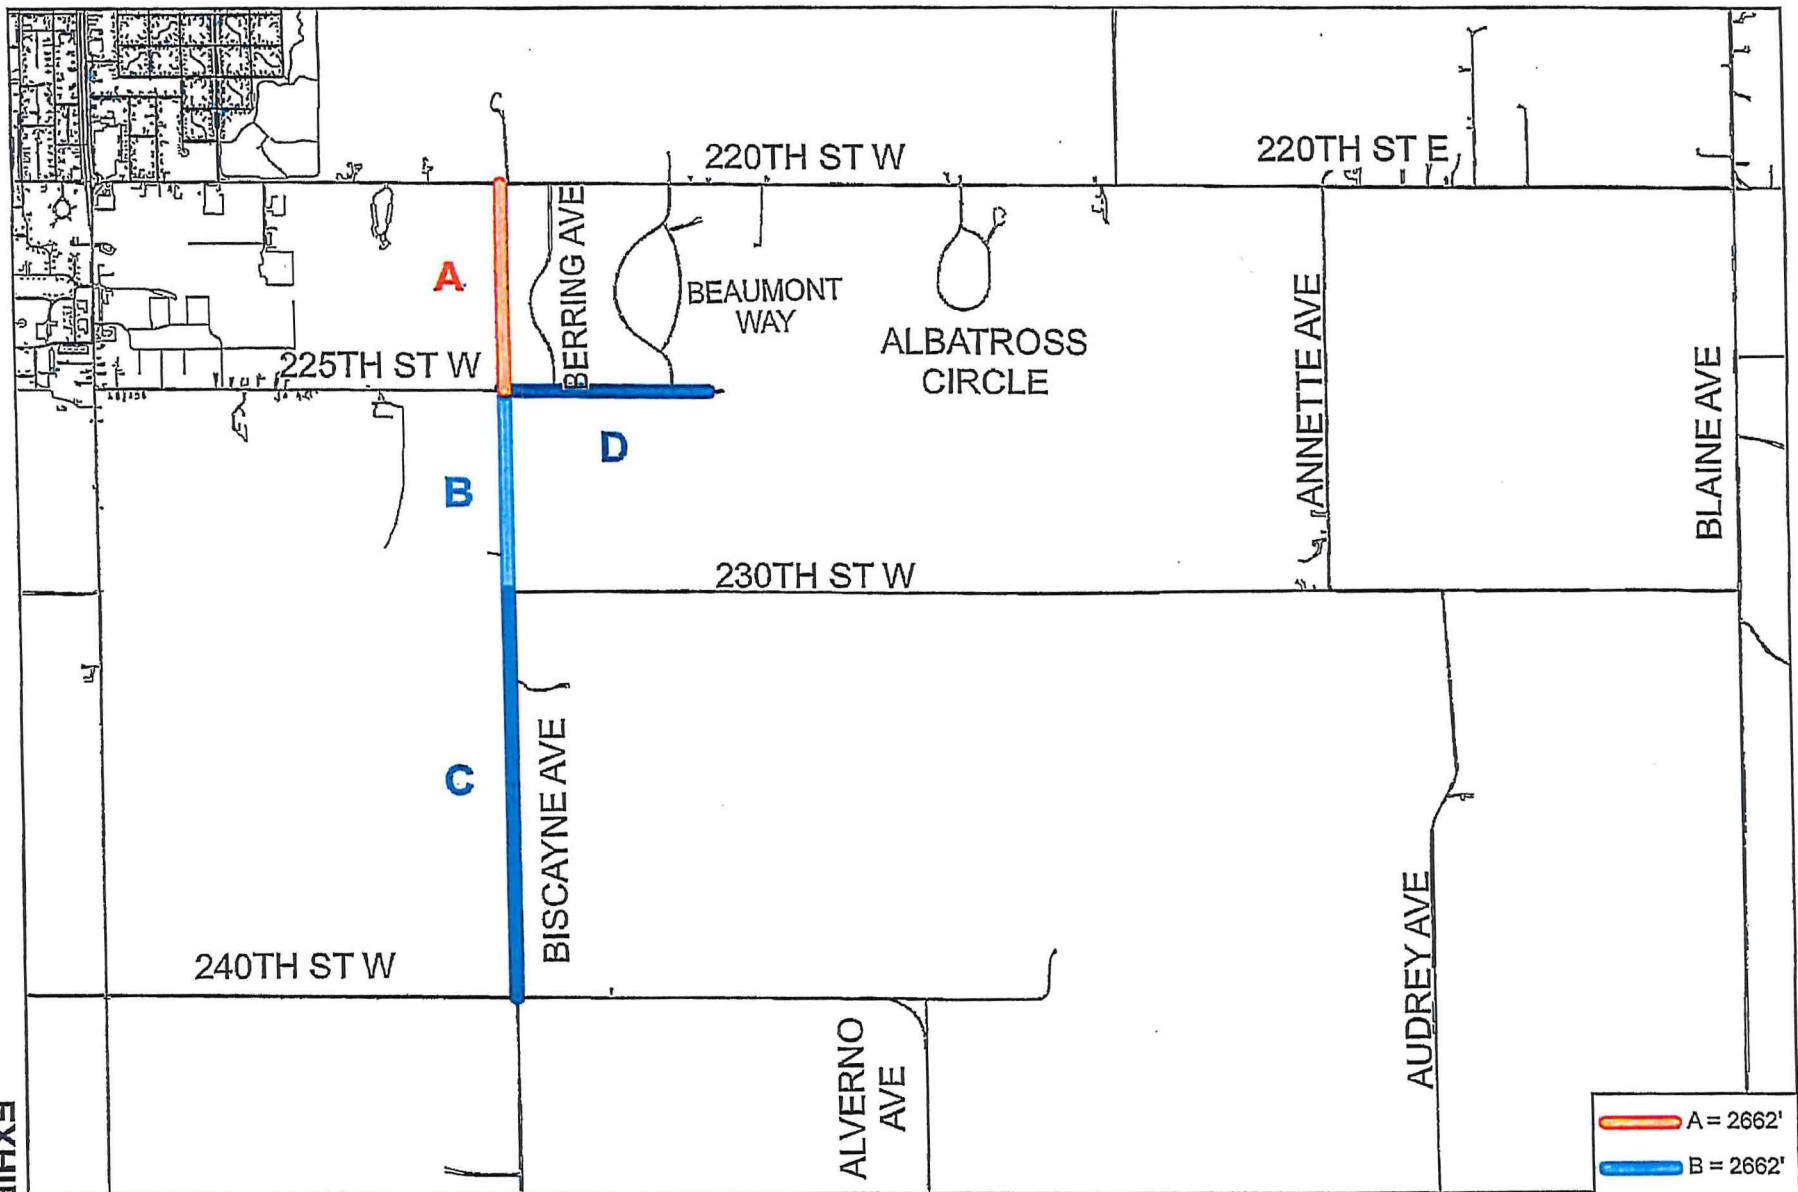 220TH ST W
220TH ST E
A
BERRING AVE
BEAUMONT
WAY
ALBATROSS
CIRCLE
ANNETTE AVE
BLAINE AVE
225TH ST W
D
B
230TH ST W
C
BISCAYNE AVE
240TH ST W
ALVERNO
AVE
AUDREY AVE
A = 2662'
B = 2662'